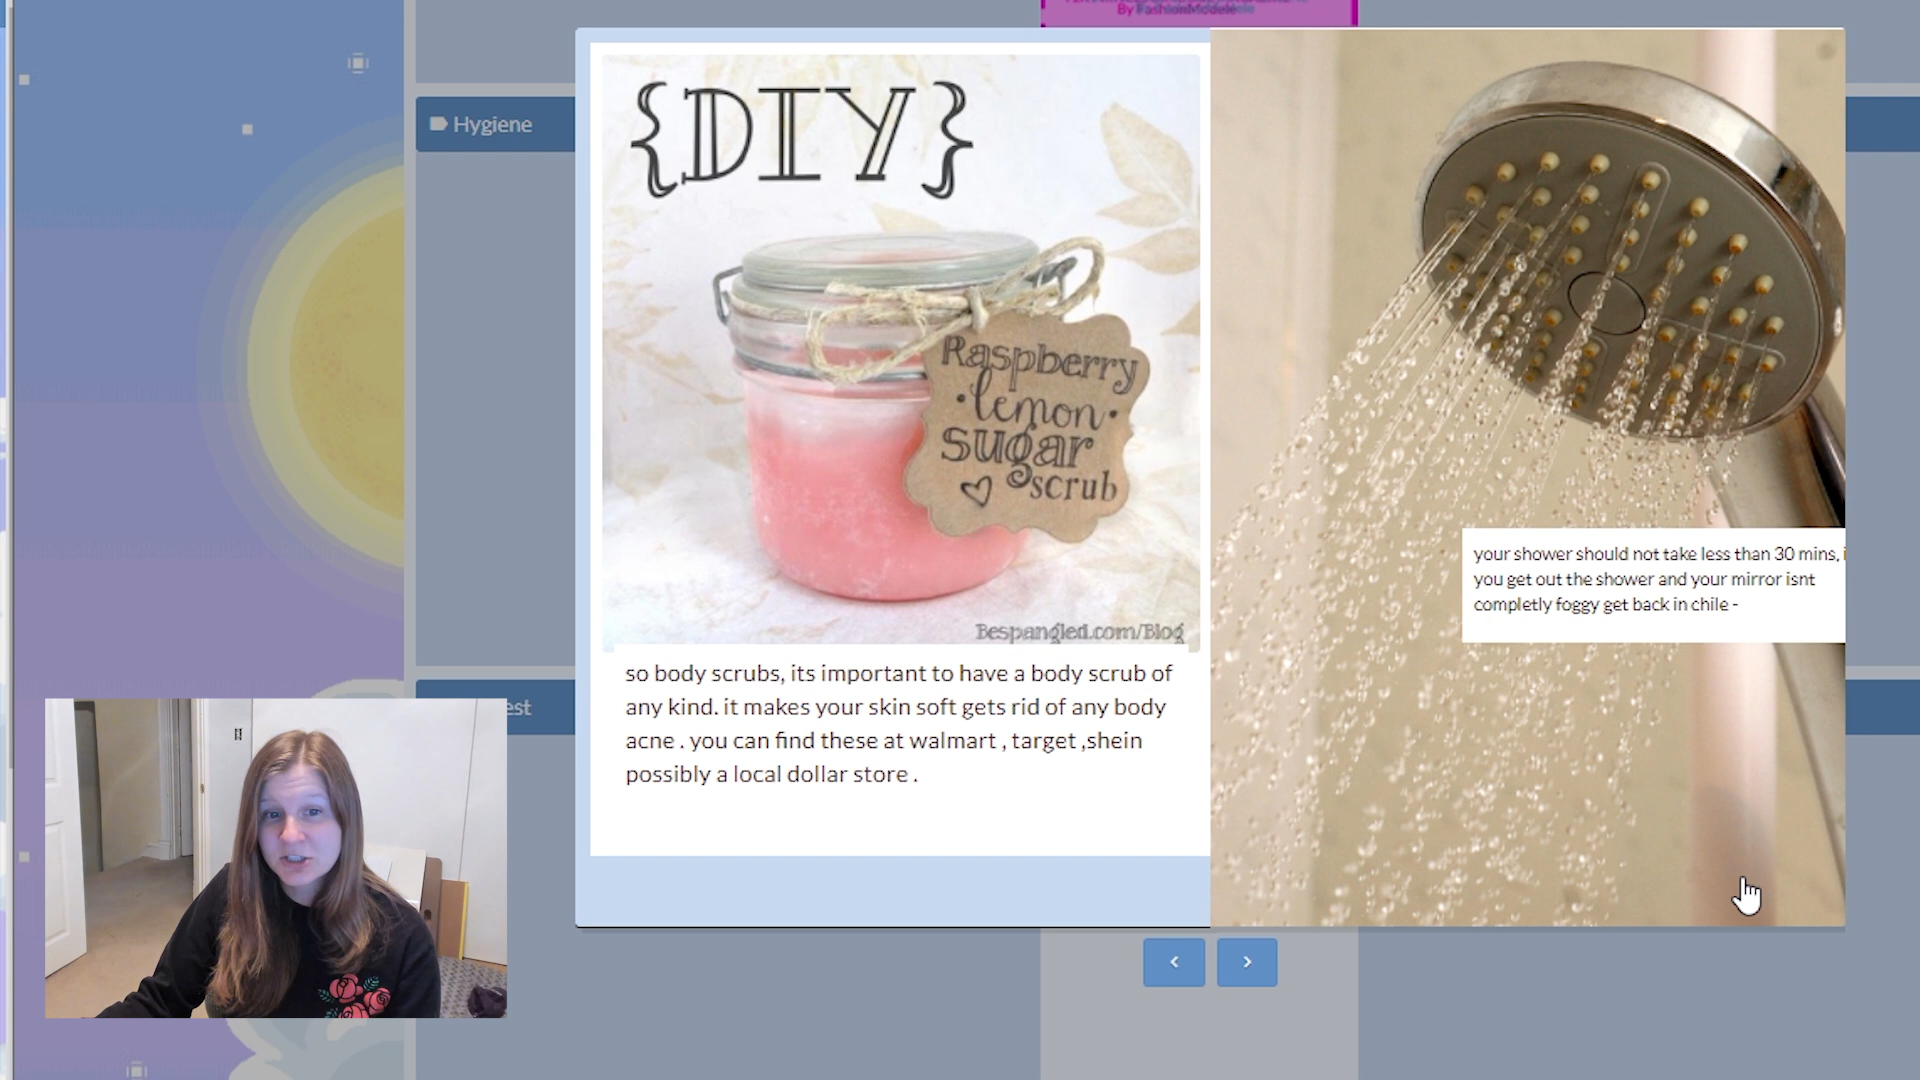 By FashionModele
Hygiene
{DIY}
Raspberry
•lemon•
sugar
scrub
Bespangled.com/Blog
so body scrubs, its important to have a body scrub of
any kind. it makes your skin soft gets rid of any body
acne . you can find these at walmart , target ,shein
possibly a local dollar store .
your shower should not take less than 30 mins, i
you get out the shower and your mirror isnt
completly foggy get back in chile -
est